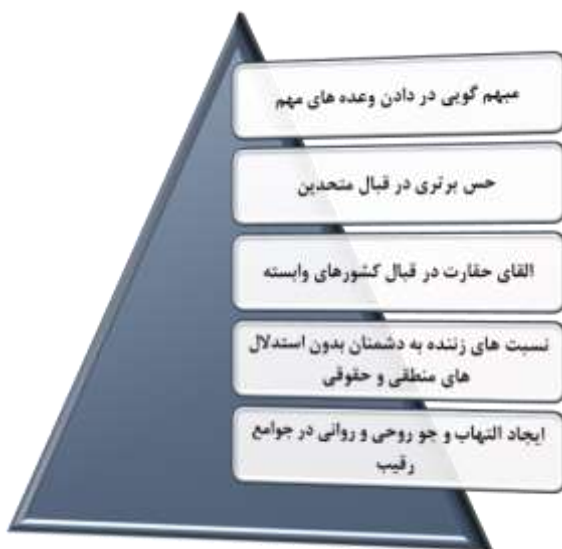 مبهم گویی در دادن وعده های مهم
حس برتری در قبال متحدین
القای حقارت در قبال کشورهای وابسته
نسبت های زننده به دشمنان بدون استدلال
های منطقی و حقوقی
ایجاد التهاب و جو روحی و روانی در جوامع
رقیب